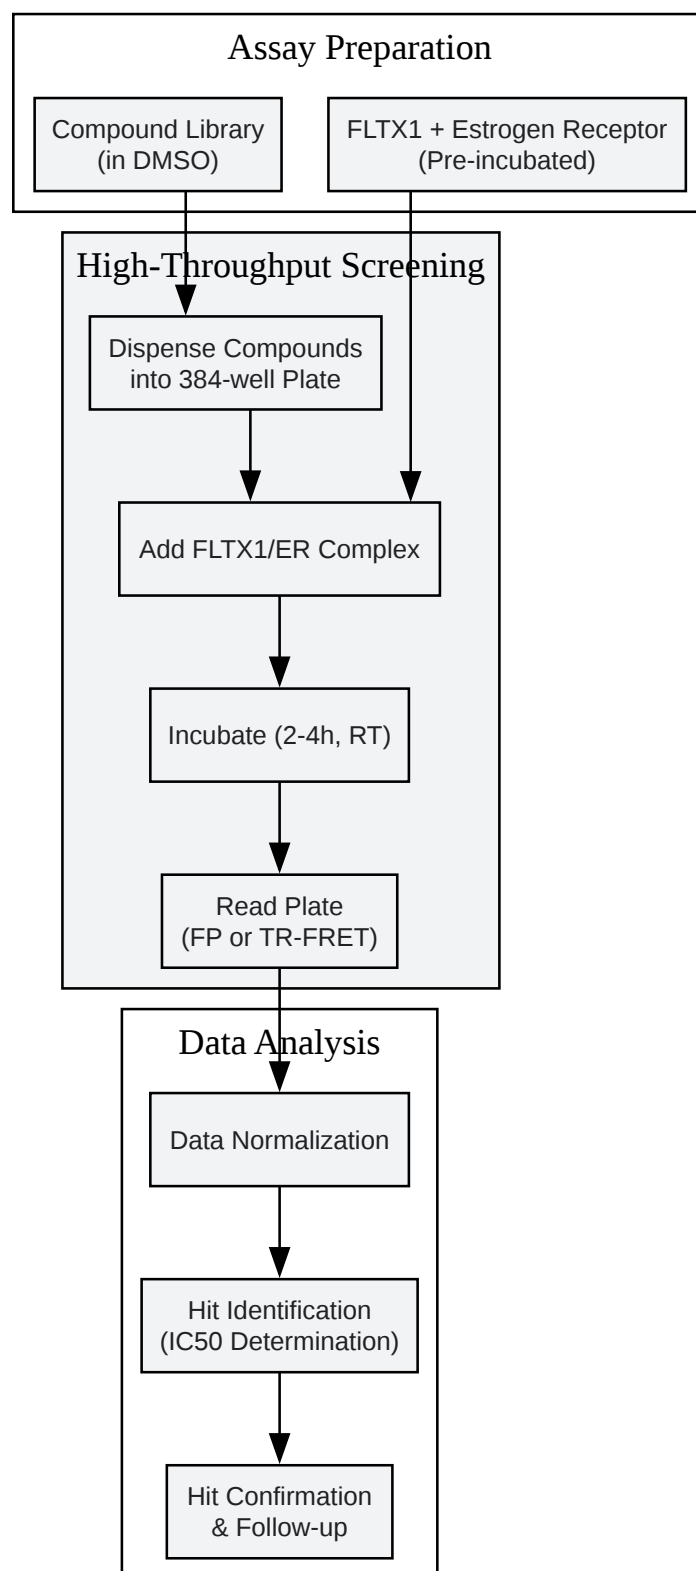 Assay Preparation
Compound Library
(in DMSO)
FLTX1 + Estrogen Receptor
(Pre-incubated)
High-Throughput Screening
Dispense Compounds
into 384-well Plate
Add FLTX1/ER Complex
Incubate (2-4h, RT)
Read Plate
(FP or TR-FRET)
Data Analysis
Data Normalization
Hit Identification
(IC50 Determination)
Hit Confirmation
& Follow-up